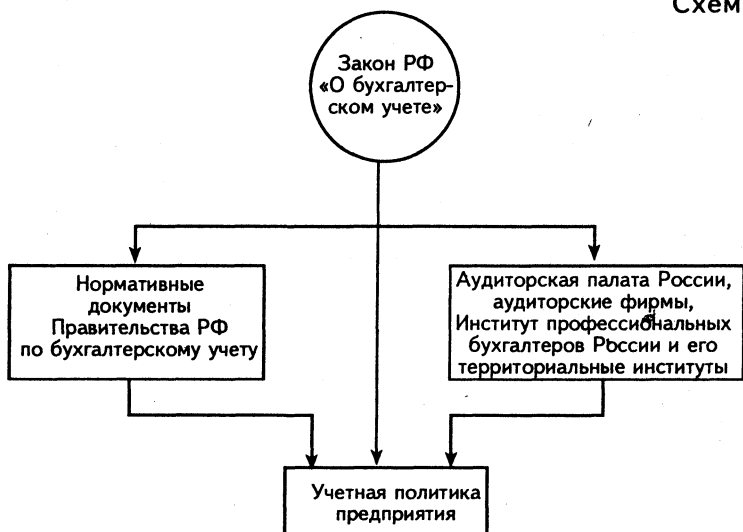 Схем
Закон РФ
«О бухгалтер-
ском учете»
Нормативные
документы
Правительства РФ
по бухгалтерскому учету
Аудиторская палата России,
аудиторские фирмы,
Институт профессиональных
бухгалтеров России и его
территориальные институты
Учетная политика
предприятия